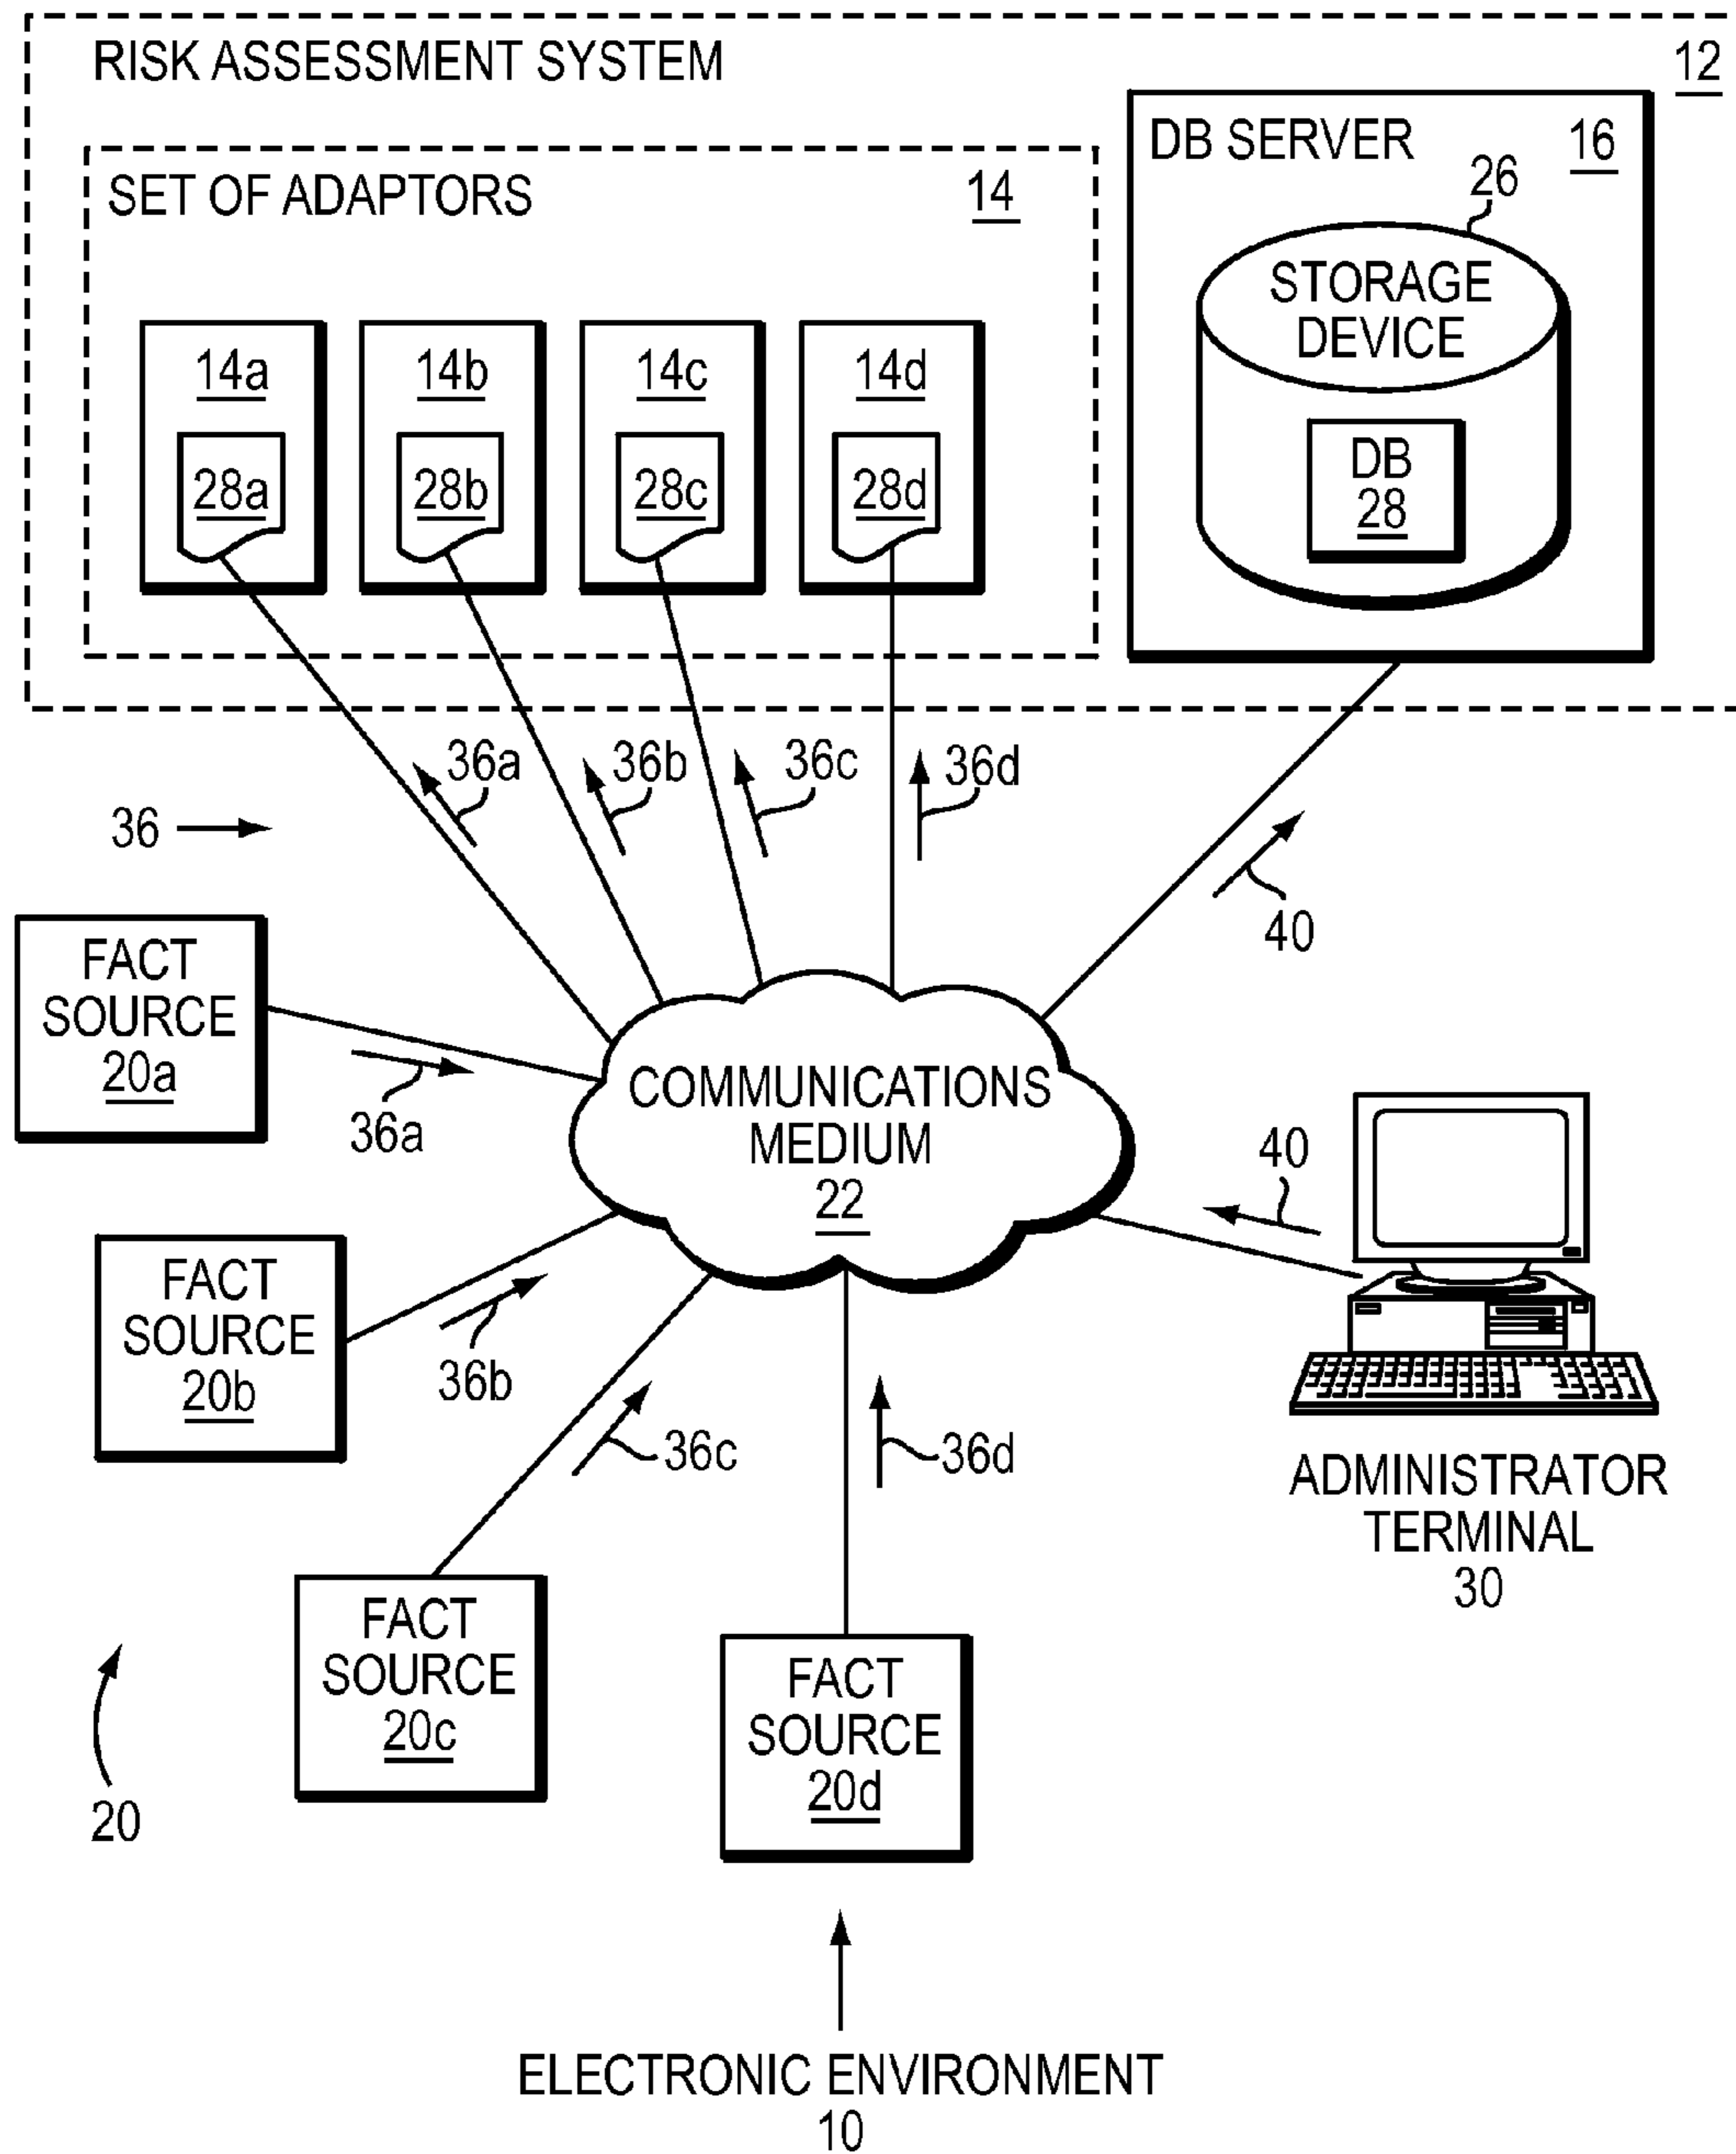 RISK ASSESSMENT SYSTEM
12
SET OF ADAPTORS
14
DB SERVER
16
26
STORAGE
DEVICE
DB
28
14a
14b
14c
14d
28a
28b
28c
28d
36a
36b
36c
36d
36
40
FACT
SOURCE
20a
36a
COMMUNICATIONS
MEDIUM
22
40
FACT
SOURCE
20b
36b
36c
36d
ADMINISTRATOR
TERMINAL
30
FACT
SOURCE
20c
FACT
SOURCE
20d
20
ELECTRONIC ENVIRONMENT
10